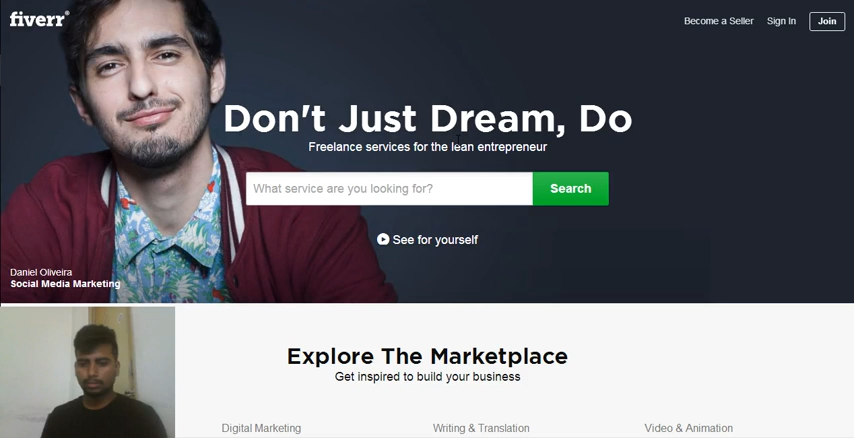 fiverr®
Become a Seller
Sign In
Join
Don't Just Dream, Do
Freelance services for the lean entrepreneur
What service are you looking for?
Search
See for yourself
Daniel Oliveira
Social Media Marketing
Explore The Marketplace
Get inspired to build your business
Digital Marketing
Writing & Translation
Video & Animation